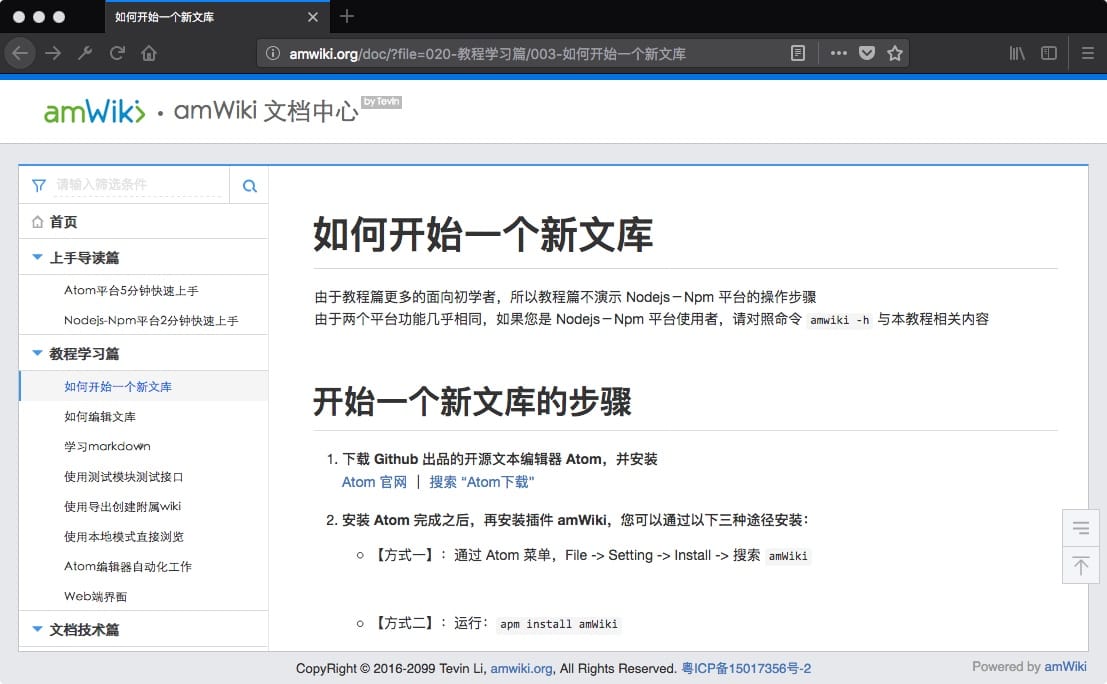 如何开始一个新文库
amwiki.org/doc/?file=020-教程学习篇/003-如何开始一个新文库
amWiki · amWiki 文档中心 by Tevin
请输入筛选条件
首页
上手导读篇
Atom平台5分钟快速上手
Nodejs-Npm平台2分钟快速上手
教程学习篇
如何开始一个新文库
如何编辑文库
学习markdown
使用测试模块测试接口
使用导出创建附属wiki
使用本地模式直接浏览
Atom编辑器自动化工作
Web端界面
文档技术篇
如何开始一个新文库
由于教程篇更多的面向初学者，所以教程篇不演示 Nodejs－Npm 平台的操作步骤
由于两个平台功能几乎相同，如果您是 Nodejs－Npm 平台使用者，请对照命令 amwiki -h 与本教程相关内容
开始一个新文库的步骤
1. 下载 Github 出品的开源文本编辑器 Atom，并安装
Atom 官网 | 搜索 “Atom下载”
2. 安装 Atom 完成之后，再安装插件 amWiki，您可以通过以下三种途径安装：
【方式一】：通过 Atom 菜单，File -> Setting -> Install -> 搜索 amWiki
【方式二】：运行： apm install amWiki
CopyRight © 2016-2099 Tevin Li, amwiki.org, All Rights Reserved. 粤ICP备15017356号-2
Powered by amWiki